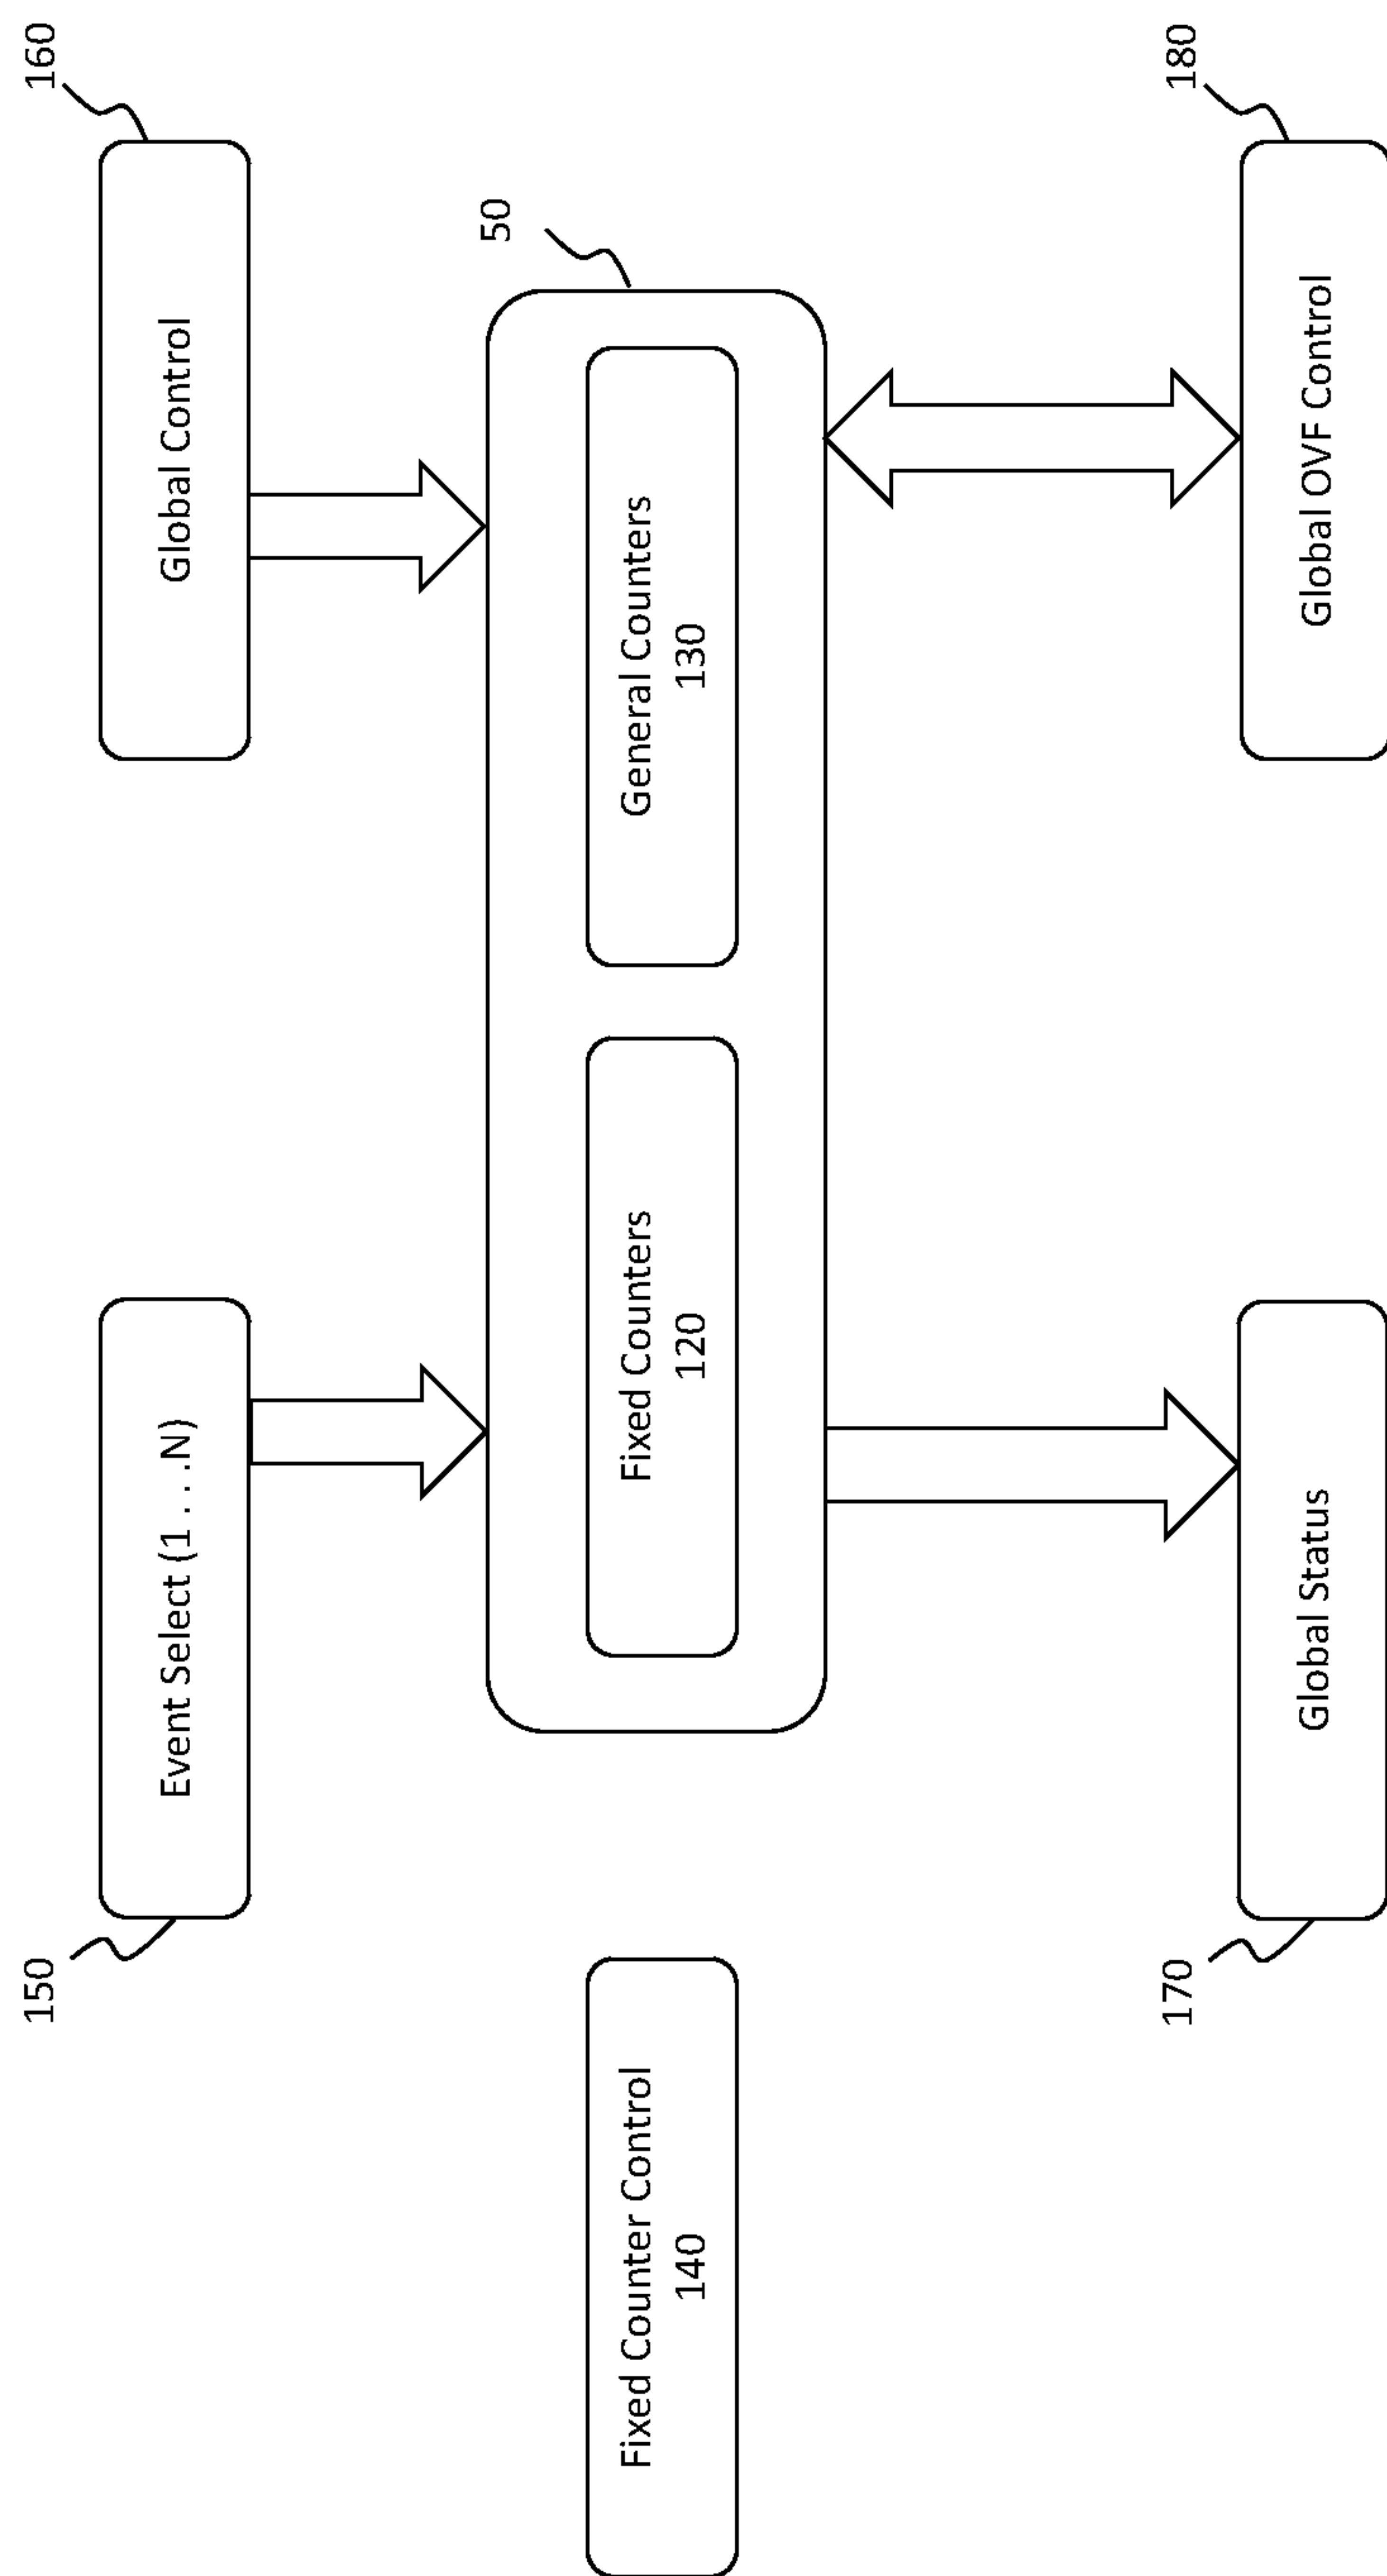 150
Event Select (1 . . .N)
160
Global Control
50
Fixed Counter Control
140
Fixed Counters
120
General Counters
130
170
Global Status
180
Global OVF Control